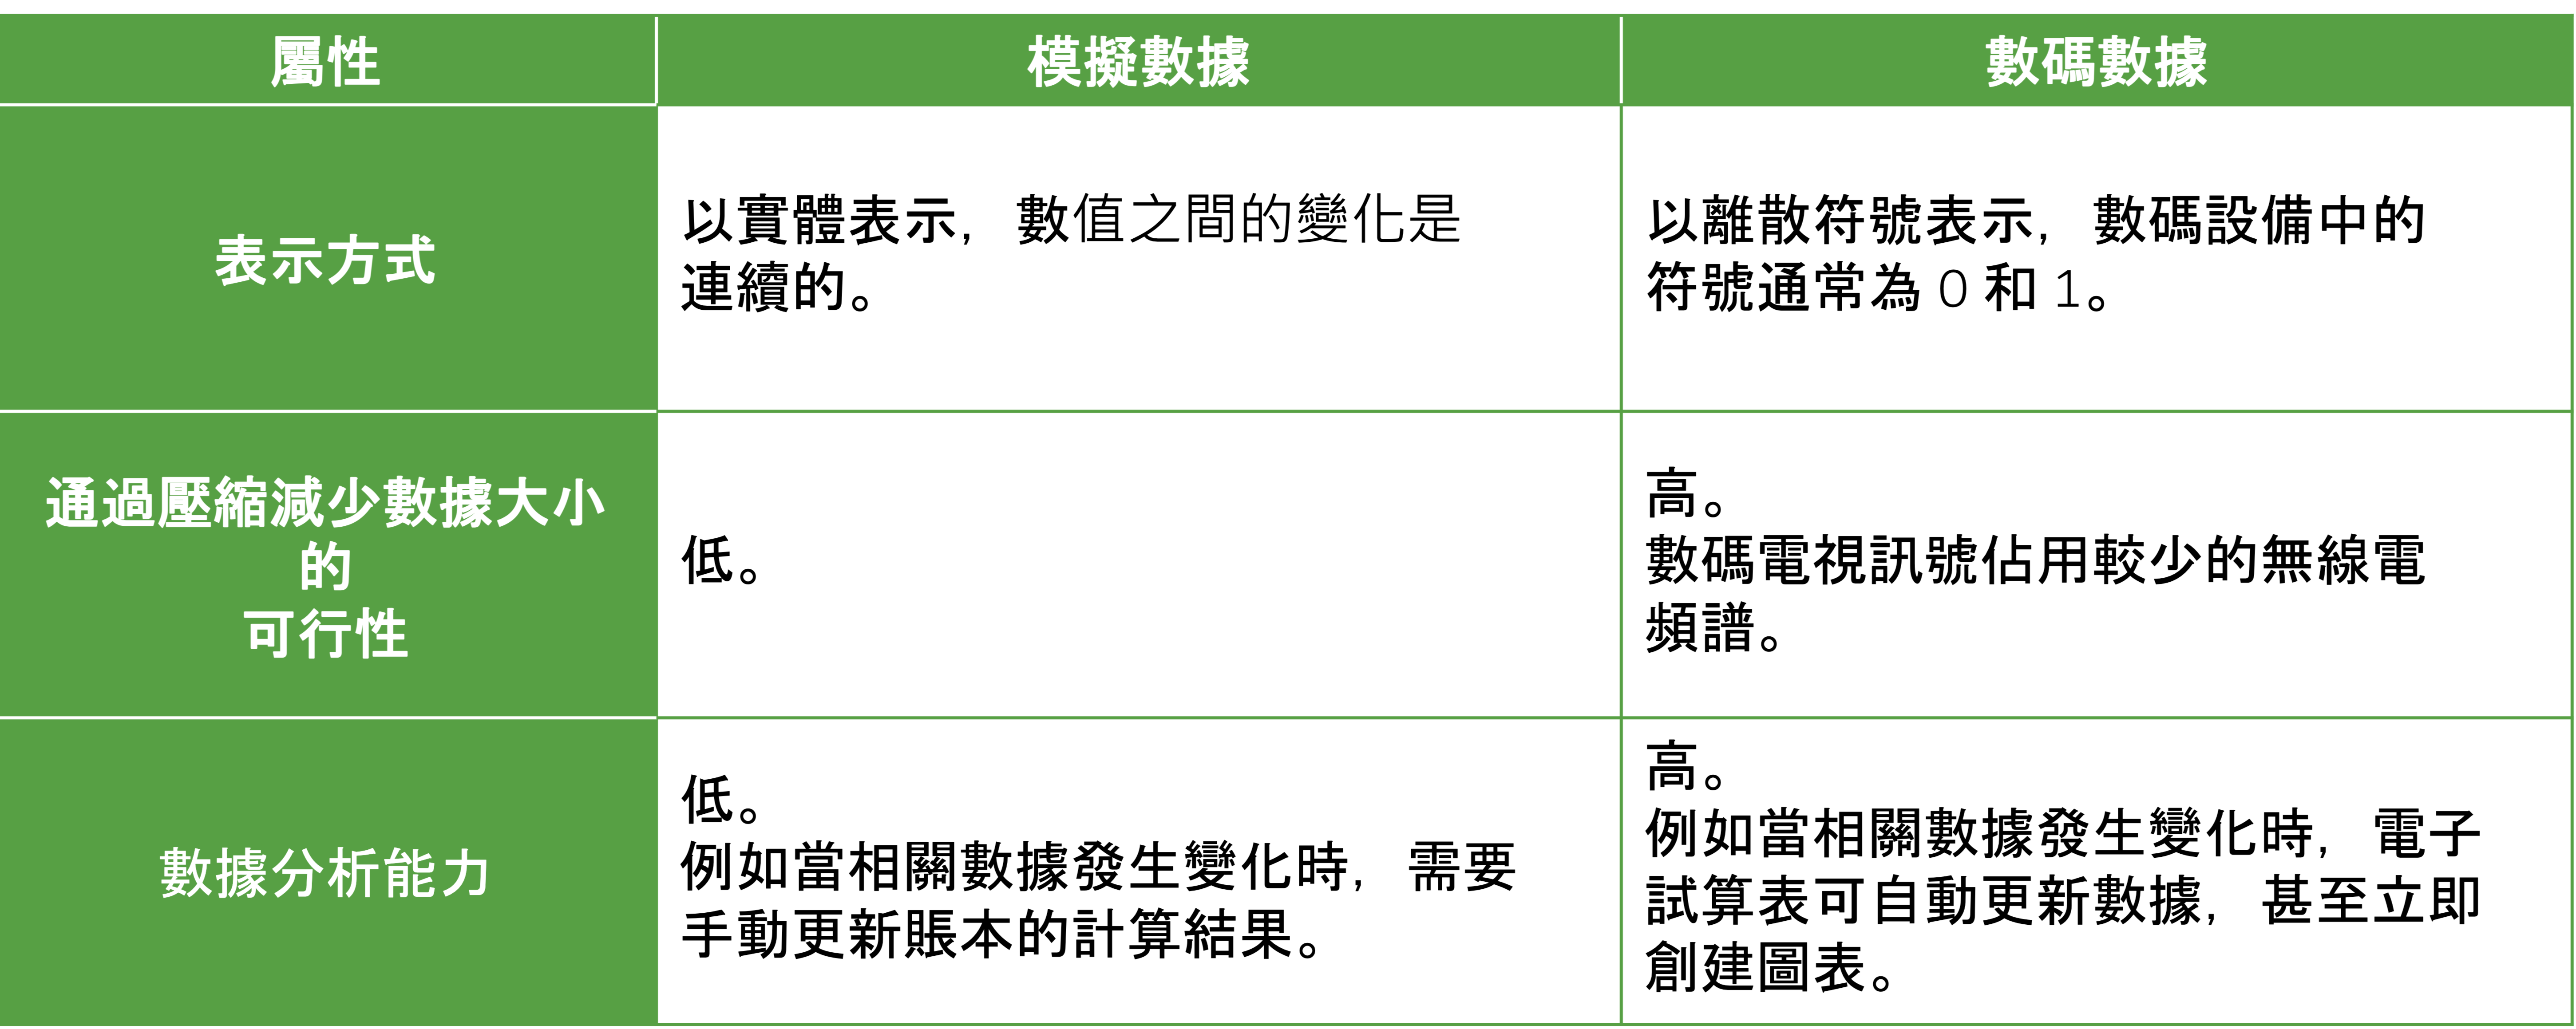 屬性
模擬數據
數碼數據
表示方式
以實體表示,數值之間的變化是
連續的。
以離散符號表示,數碼設備中的
符號通常為 0 和 1。
通過壓縮減少數據大小
的
可行性
低。
高。
數碼電視訊號佔用較少的無線電
頻譜。
數據分析能力
低。
例如當相關數據發生變化時,需要
手動更新賬本的計算結果。
高。
例如當相關數據發生變化時,電子
試算表可自動更新數據,甚至立即
創建圖表。